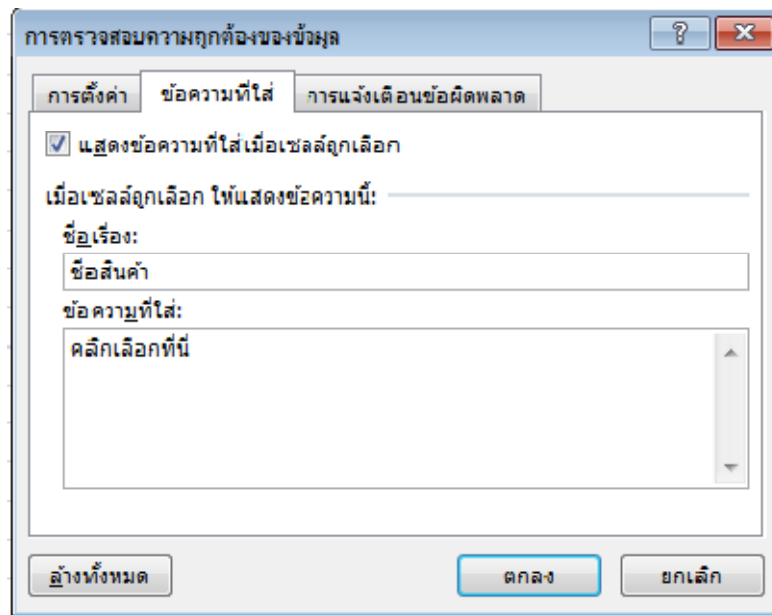 การตรวจสอบความถูกต้องของข้อมูล
การตั้งค่า ข้อความที่ใส่ การแจ้งเตือนข้อผิดพลาด
แสดงข้อความที่ใส่เมื่อเซลล์ถูกเลือก
เมื่อเซลล์ถูกเลือก ให้แสดงข้อความนี้:
ชื่อเรื่อง:
ชื่อสินค้า
ข้อความที่ใส่:
คลิกเลือกที่นี่
ล้างทั้งหมด ตกลง ยกเลิก